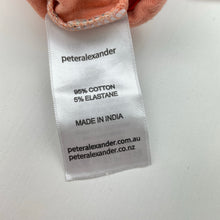 peteralexander
95% COTTON
5% ELASTANE
MADE IN INDIA
peteralexander.com.au
peteralexander.co.nz